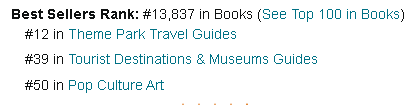 Best Sellers Rank: #13,837 in Books (See Top 100 in Books)
#12 in Theme Park Travel Guides
#39 in Tourist Destinations & Museums Guides
#50 in Pop Culture Art